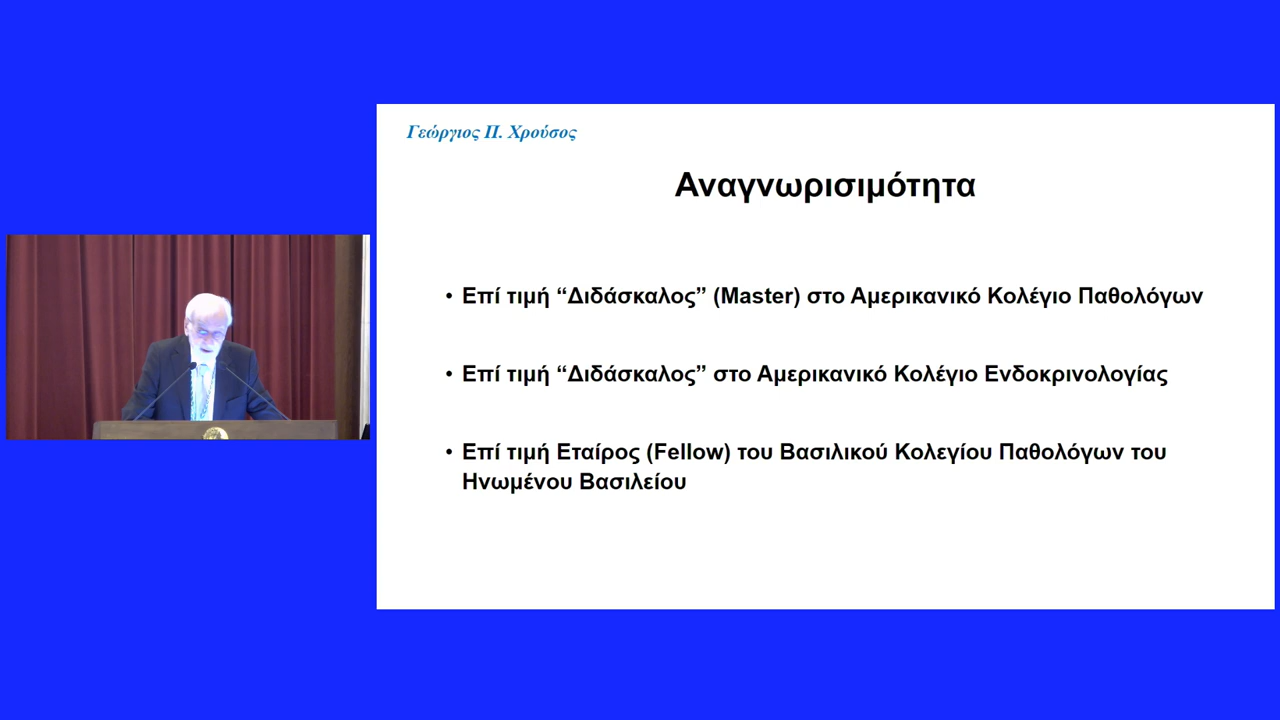 Γεώργιος Π. Χρούσος
Αναγνωρισιμότητα
• Επί τιμή “Διδάσκαλος” (Master) στο Αμερικανικό Κολέγιο Παθολόγων
• Επί τιμή “Διδάσκαλος” στο Αμερικανικό Κολέγιο Ενδοκρινολογίας
• Επί τιμή Εταίρος (Fellow) του Βασιλικού Κολεγίου Παθολόγων του
Ηνωμένου Βασιλείου